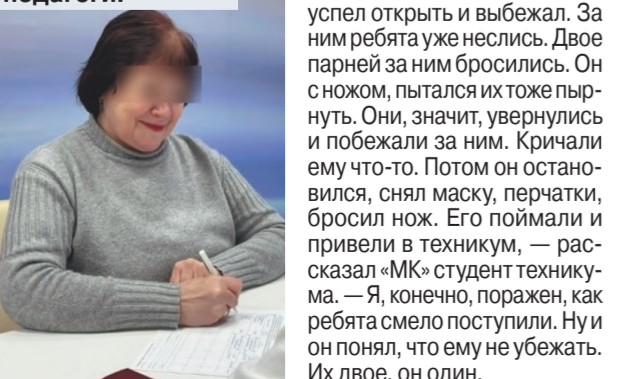 успел открыть и выбежал. За
ним ребята уже неслись. Двое
парней за ним бросились. Он
с ножом, пытался их тоже пыр-
нуть. Они, значит, увернулись
и побежали за ним. Кричали
ему что-то. Потом он остано-
вился, снял маску, перчатки,
бросил нож. Его поймали и
привели в техникум, — рас-
сказал «МК» студент технику-
ма. — Я, конечно, поражен, как
ребята смело поступили. Ну и
он понял, что ему не убежать.
Их двое, он один.